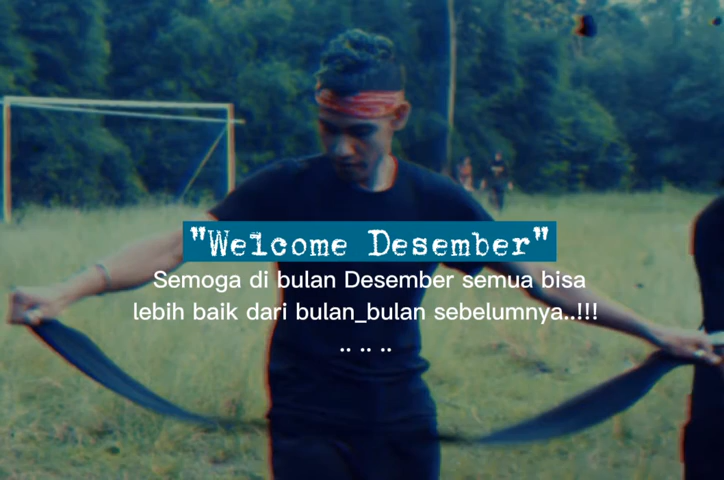 "Welcome Desember"
Semoga di bulan Desember semua bisa
lebih baik dari bulan_bulan sebelumnya..!!!
.. .. ..